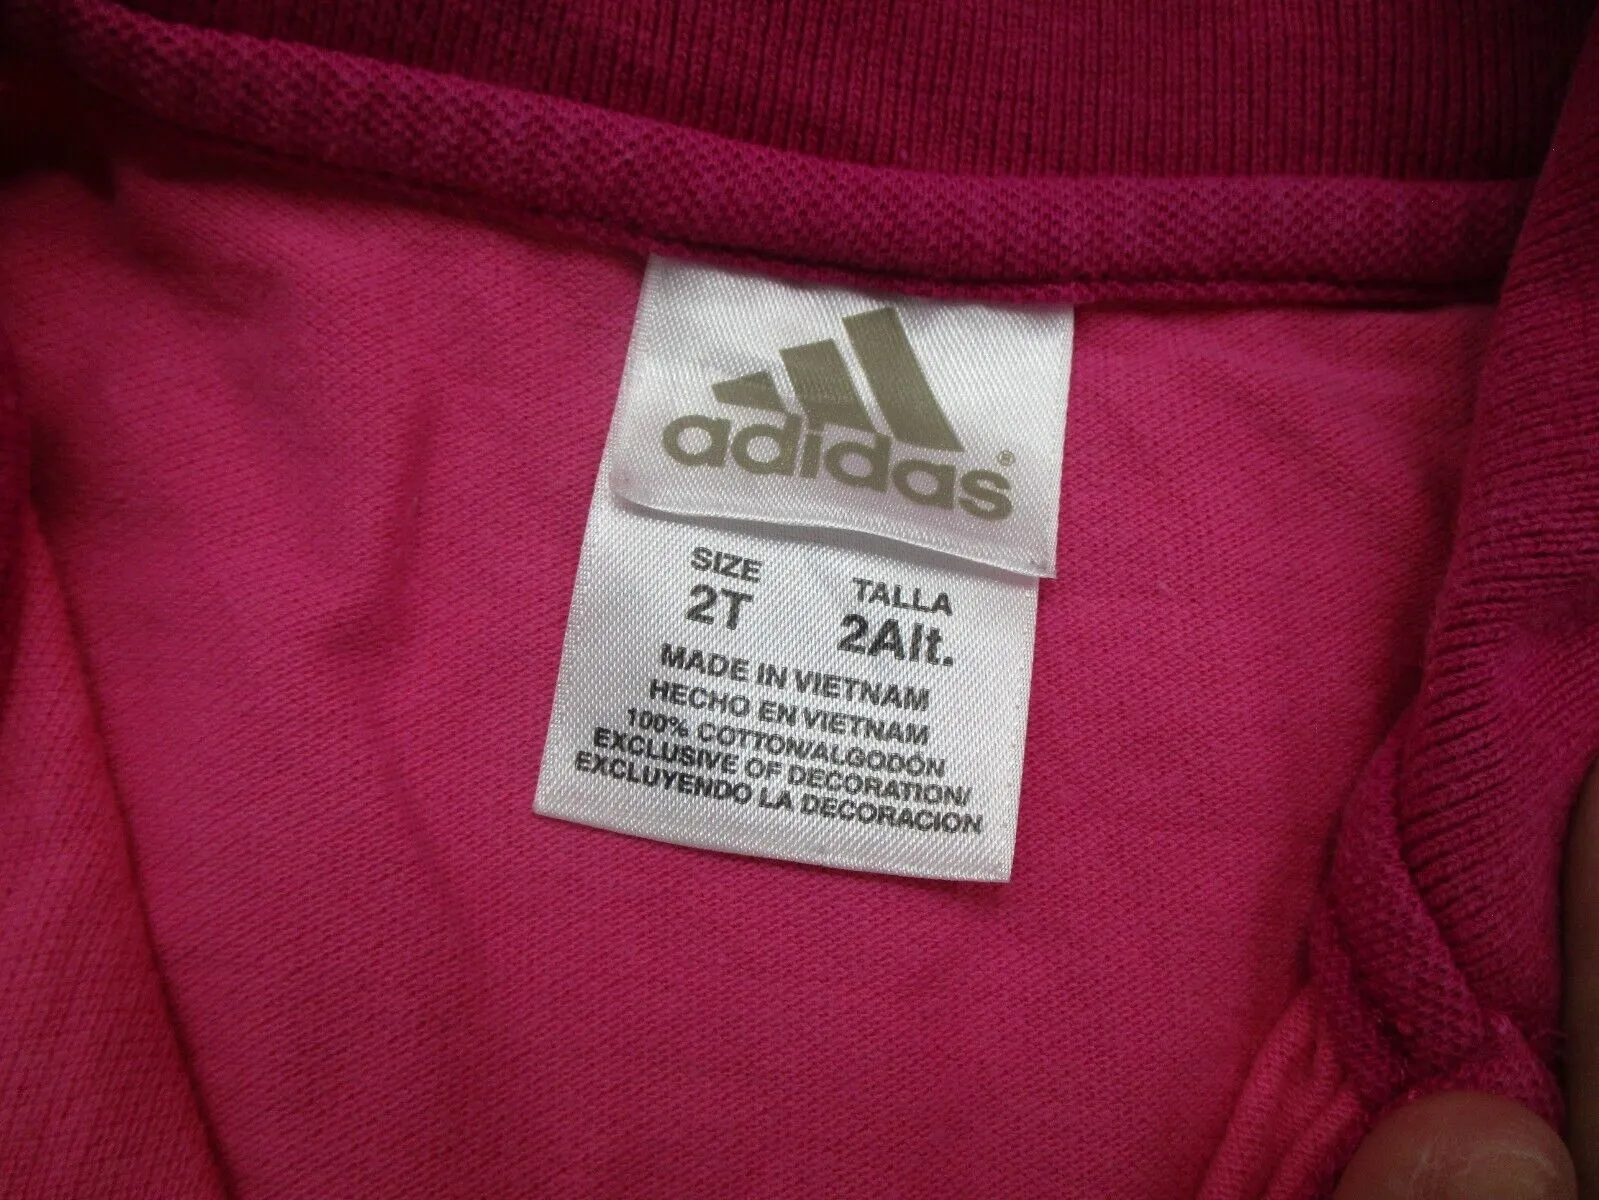 adidas®
SIZE TALLA
2T 2Alt.
MADE IN VIETNAM
HECHO EN VIETNAM
100% COTTON/ALGODÓN
EXCLUSIVE OF DECORATION/
EXCLUYENDO LA DECORACION